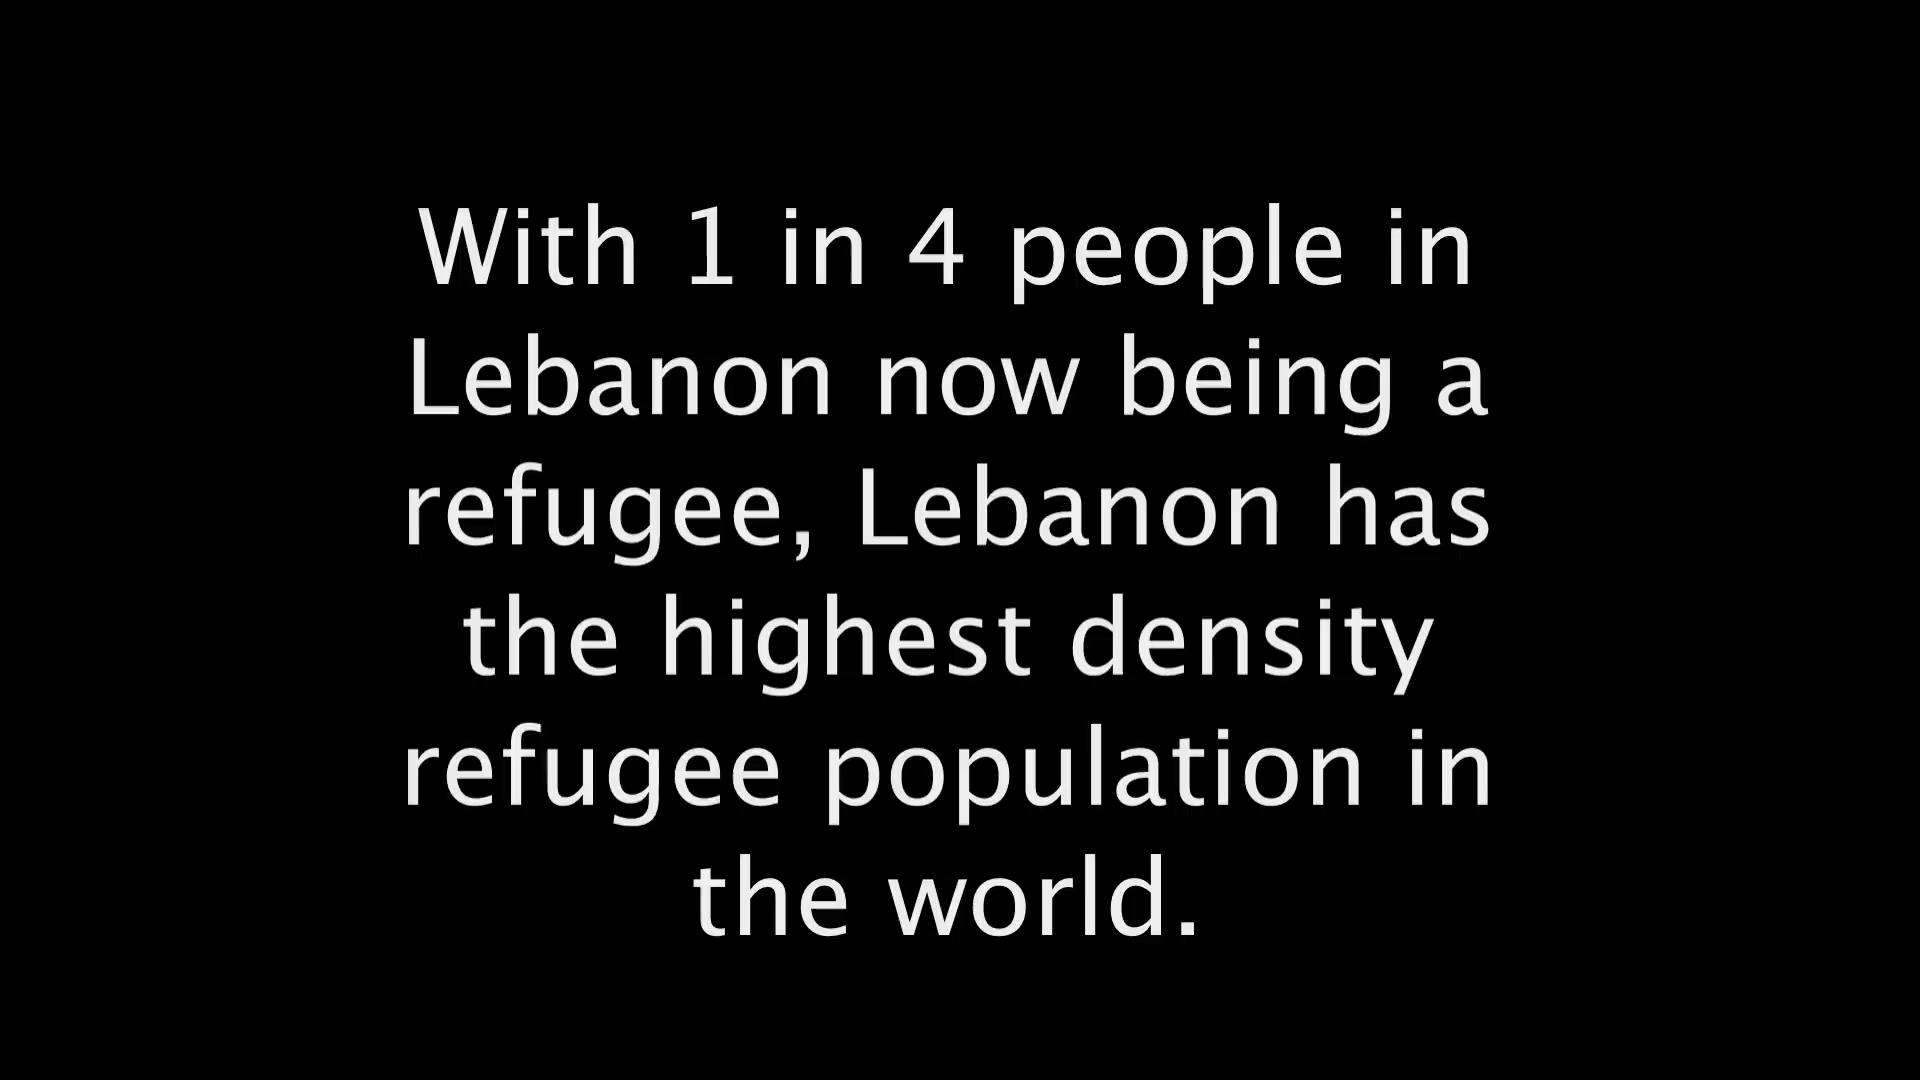 With 1 in 4 people in
Lebanon now being a
refugee, Lebanon has
the highest density
refugee population in
the world.